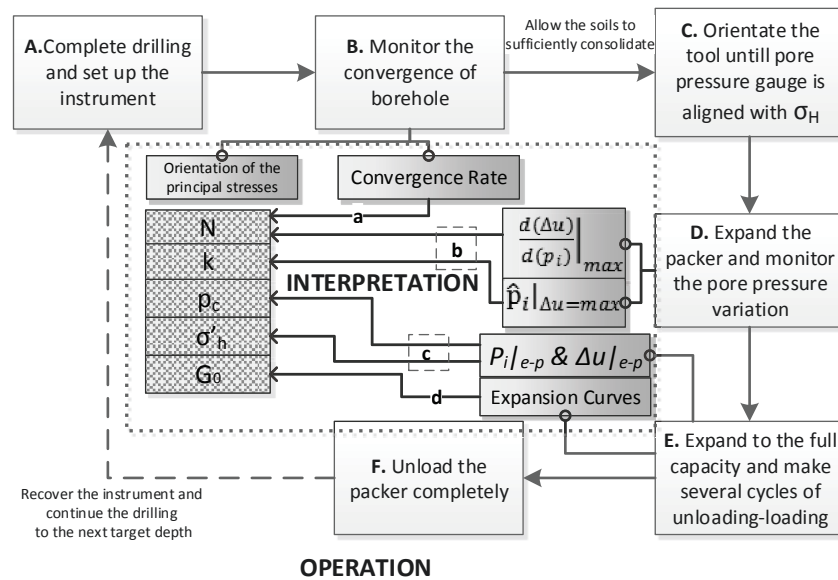 A.Complete drilling
and set up the
instrument
B. Monitor the
convergence of
borehole
Allow the soils to
sufficiently consolidate
C. Orientate the
tool untill pore
pressure gauge is
aligned with σH
Orientation of the
principal stresses
Convergence Rate
a
N
k
pc
σ'h
G0
b
INTERPRETATION
d(Δu)
d(pi) |max
p̂i|Δu=max
D. Expand the
packer and monitor
the pore pressure
variation
c
Pi|e-p & Δu|e-p
d
Expansion Curves
E. Expand to the full
capacity and make
several cycles of
unloading-loading
F. Unload the
packer completely
Recover the instrument and
continue the drilling
to the next target depth
OPERATION